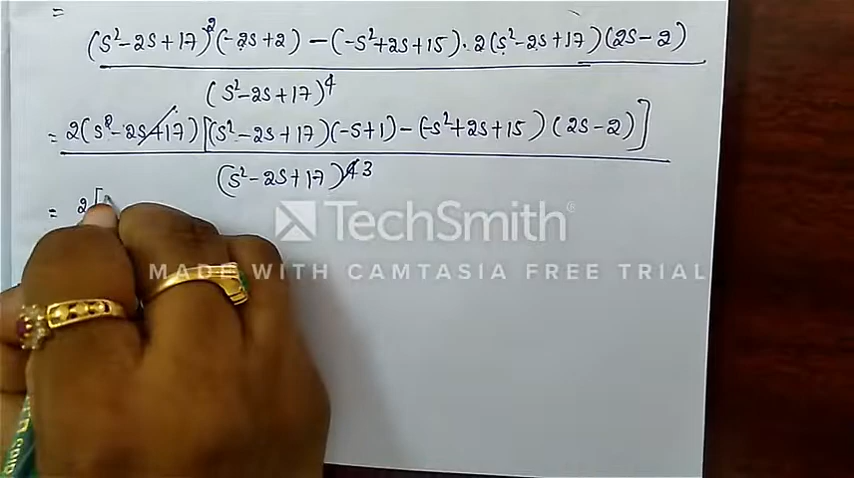 =
(s²-2s+17)²(-2s+2) - (-s²+2s+15)·2(s²-2s+17)(2s-2)
(s²-2s+17)⁴
= 2(s²-2s+17)[(s²-2s+17)(-s+1) - (-s²+2s+15)(2s-2)]
(s²-2s+17)⁴ 3
= 2[
TechSmith®
MADE WITH CAMTASIA FREE TRIAL